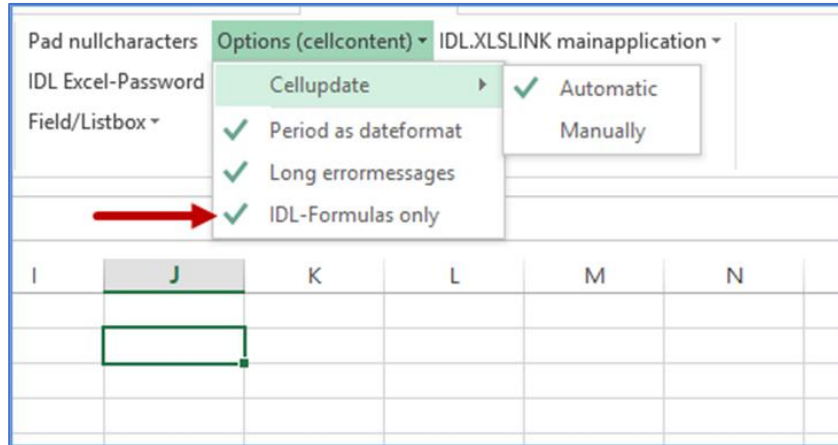 Pad nullcharacters Options (cellcontent) IDL.XLSLINK mainapplication
IDL Excel-Password Cellupdate Automatic
Field/Listbox Period as dateformat Manually
Long errormessages
IDL-Formulas only
I J K L M N